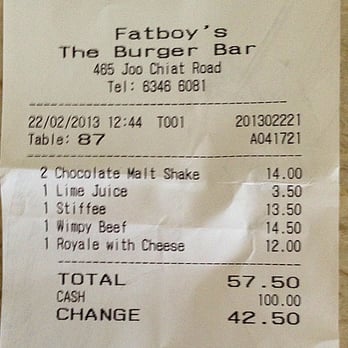 Fatboy's
The Burger Bar
465 Joo Chiat Road
Tel: 6346 6081
22/02/2013 12:44 T001 201302221
Table: 87 A041721
2 Chocolate Malt Shake 14.00
1 Lime Juice 3.50
1 Stiffee 13.50
1 Wimpy Beef 14.50
1 Royale with Cheese 12.00
TOTAL 57.50
CASH 100.00
CHANGE 42.50